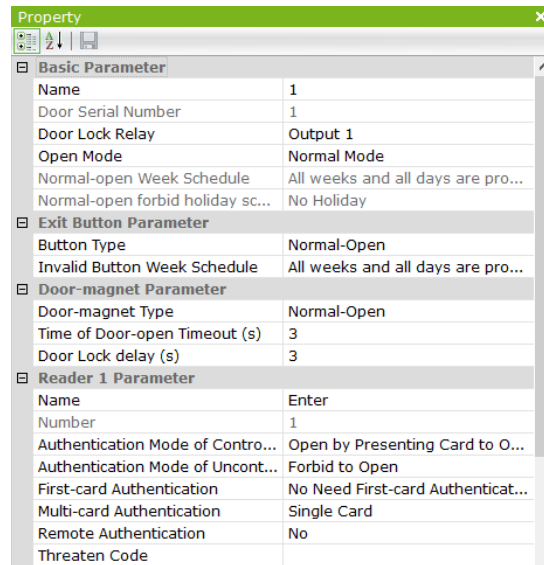 Property
Basic Parameter
Name 1
Door Serial Number 1
Door Lock Relay Output 1
Open Mode Normal Mode
Normal-open Week Schedule All weeks and all days are pro...
Normal-open forbid holiday sc... No Holiday
Exit Button Parameter
Button Type Normal-Open
Invalid Button Week Schedule All weeks and all days are pro...
Door-magnet Parameter
Door-magnet Type Normal-Open
Time of Door-open Timeout (s) 3
Door Lock delay (s) 3
Reader 1 Parameter
Name Enter
Number 1
Authentication Mode of Contro... Open by Presenting Card to O...
Authentication Mode of Uncont... Forbid to Open
First-card Authentication No Need First-card Authenticat...
Multi-card Authentication Single Card
Remote Authentication No
Threaten Code